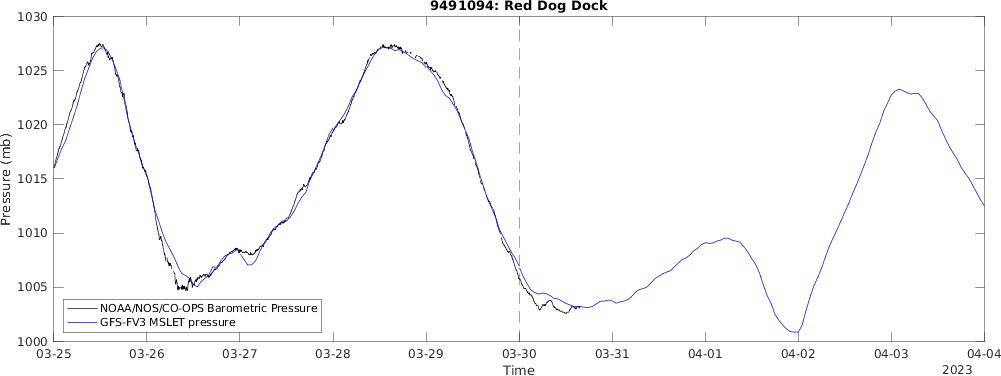 9491094: Red Dog Dock
Pressure (mb)
1030
1025
1020
1015
1010
1005
1000
NOAA/NOS/CO-OPS Barometric Pressure
GFS-FV3 MSLET pressure
03-25 03-26 03-27 03-28 03-29 03-30 03-31 04-01 04-02 04-03 04-04
Time
2023